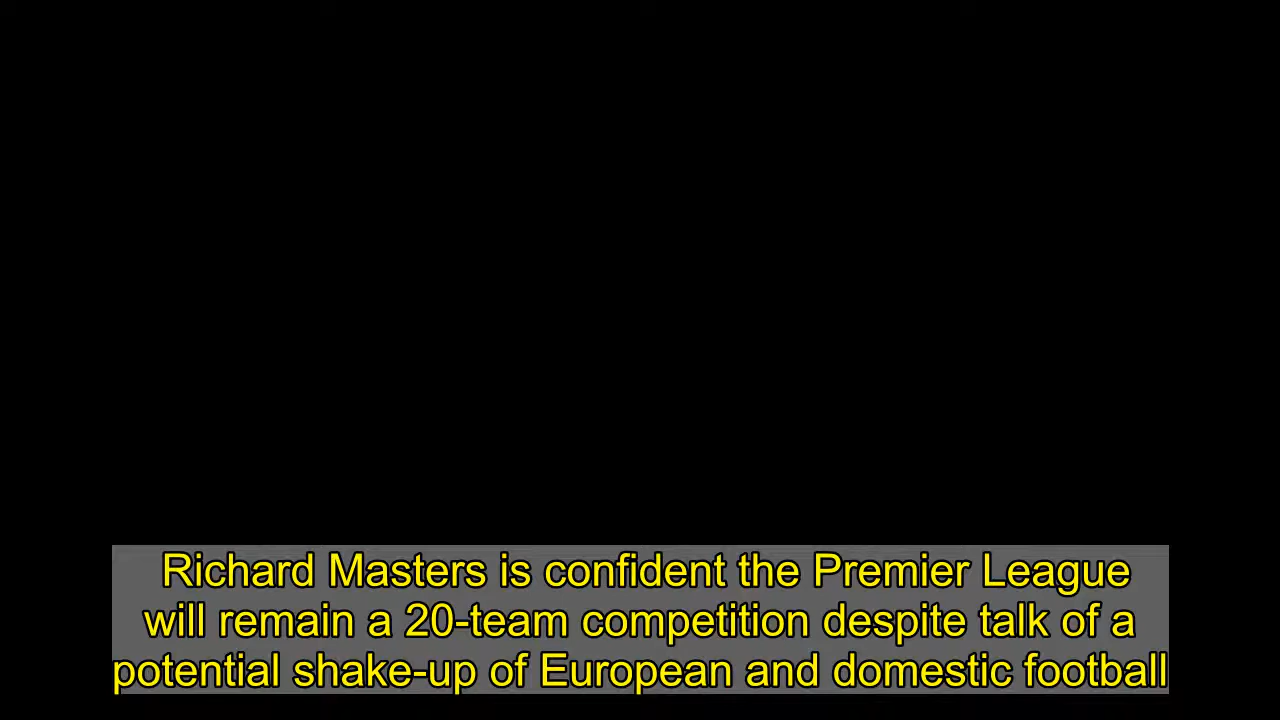 Richard Masters is confident the Premier League
will remain a 20-team competition despite talk of a
potential shake-up of European and domestic football